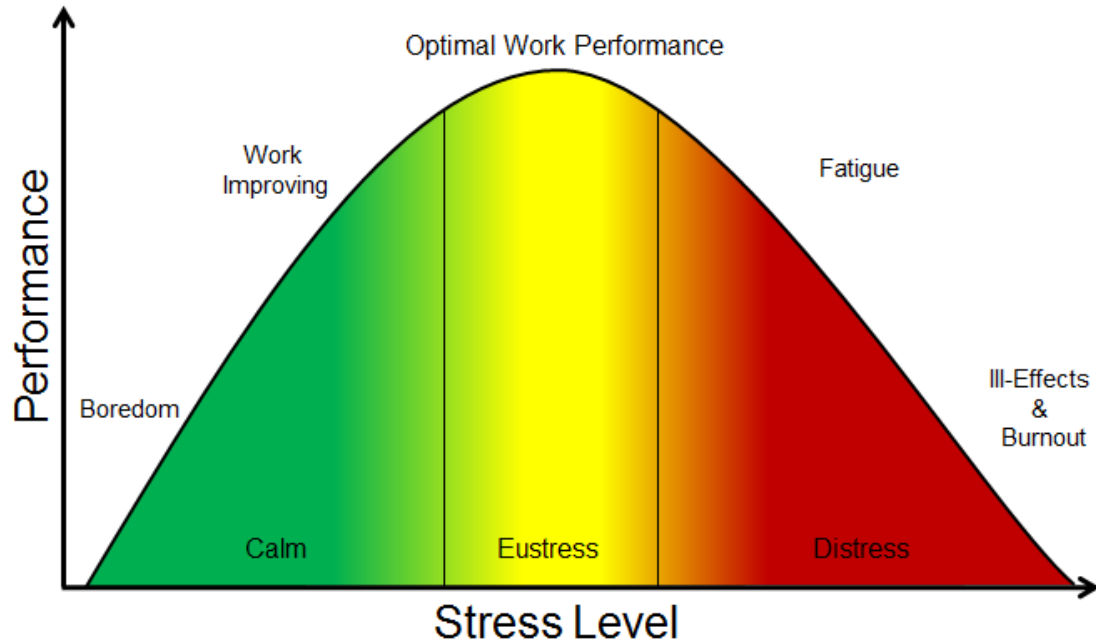 Optimal Work Performance
Work
Improving
Fatigue
Performance
Boredom
Ill-Effects
&
Burnout
Calm
Eustress
Distress
Stress Level